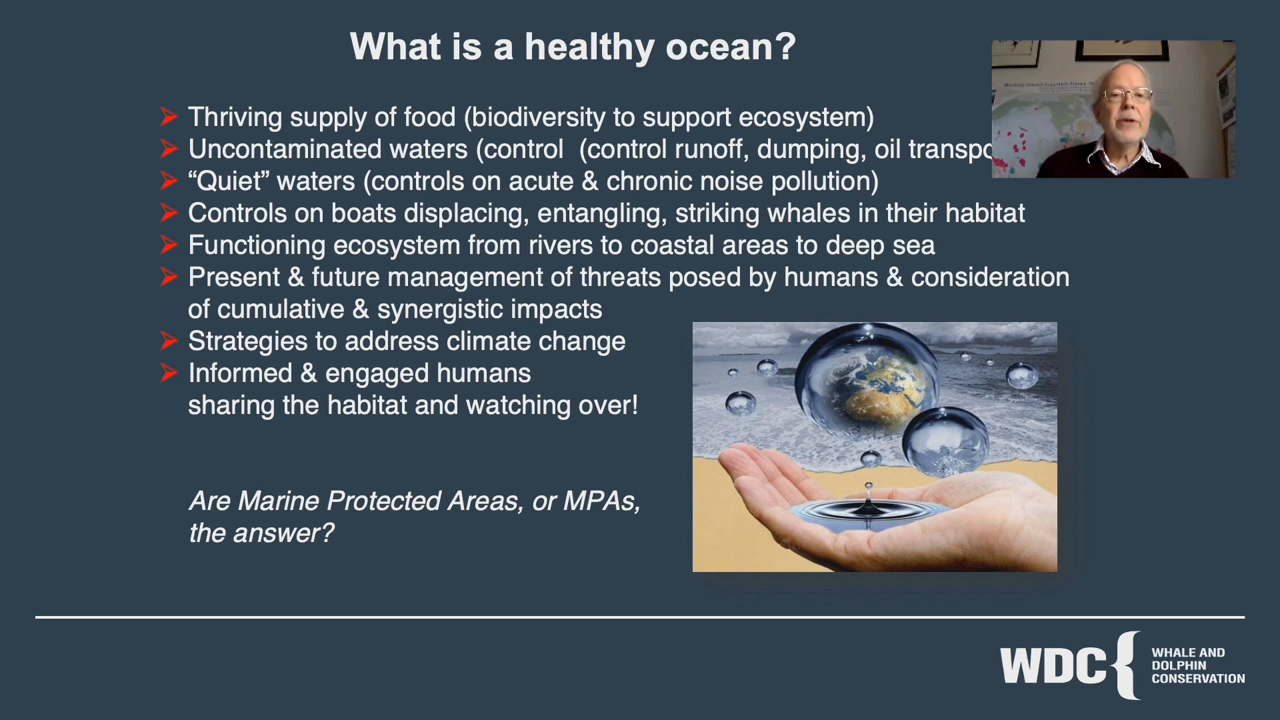 What is a healthy ocean?
Thriving supply of food (biodiversity to support ecosystem)
Uncontaminated waters (control (control runoff, dumping, oil
“Quiet” waters (controls on acute & chronic noise pollution)
Controls on boats displacing, entangling, striking whales in their habitat
Functioning ecosystem from rivers to coastal areas to deep sea
Present & future management of threats posed by humans & consideration
of cumulative & synergistic impacts
Strategies to address climate change
Informed & engaged humans
sharing the habitat and watching over!
Are Marine Protected Areas, or MPAs,
the answer?
WDC
WHALE AND
DOLPHIN
CONSERVATION